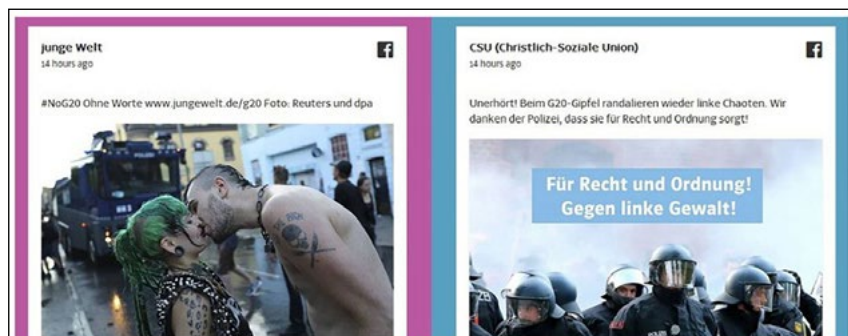 junge Welt
14 hours ago
#NoG20 Ohne Worte www.jungewelt.de/g20 Foto: Reuters und dpa
POLIZEI
CSU (Christlich-Soziale Union)
14 hours ago
Unerhört! Beim G20-Gipfel randalieren wieder linke Chaoten. Wir
danken der Polizei, dass sie für Recht und Ordnung sorgt!
Für Recht und Ordnung!
Gegen linke Gewalt!
POLIZEI